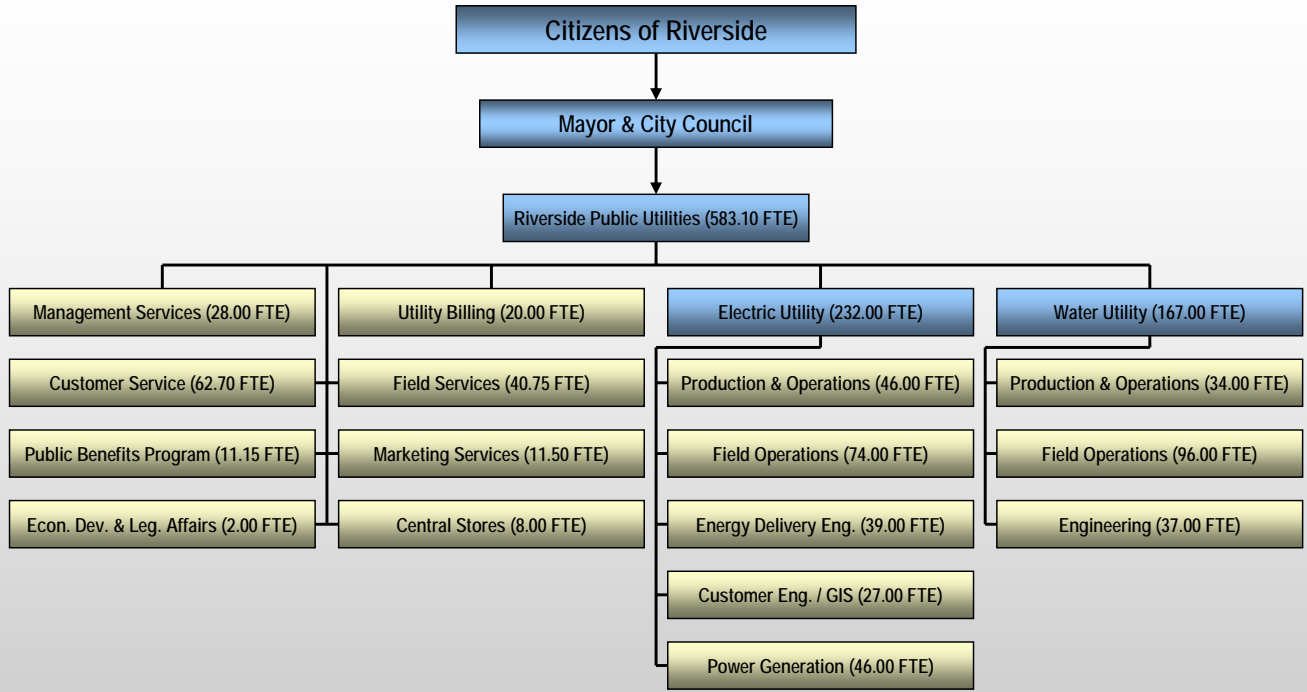 Citizens of Riverside
Mayor & City Council
Riverside Public Utilities (583.10 FTE)
Management Services (28.00 FTE)
Utility Billing (20.00 FTE)
Electric Utility (232.00 FTE)
Water Utility (167.00 FTE)
Customer Service (62.70 FTE)
Field Services (40.75 FTE)
Production & Operations (46.00 FTE)
Production & Operations (34.00 FTE)
Public Benefits Program (11.15 FTE)
Marketing Services (11.50 FTE)
Field Operations (74.00 FTE)
Field Operations (96.00 FTE)
Econ. Dev. & Leg. Affairs (2.00 FTE)
Central Stores (8.00 FTE)
Energy Delivery Eng. (39.00 FTE)
Engineering (37.00 FTE)
Customer Eng. / GIS (27.00 FTE)
Power Generation (46.00 FTE)